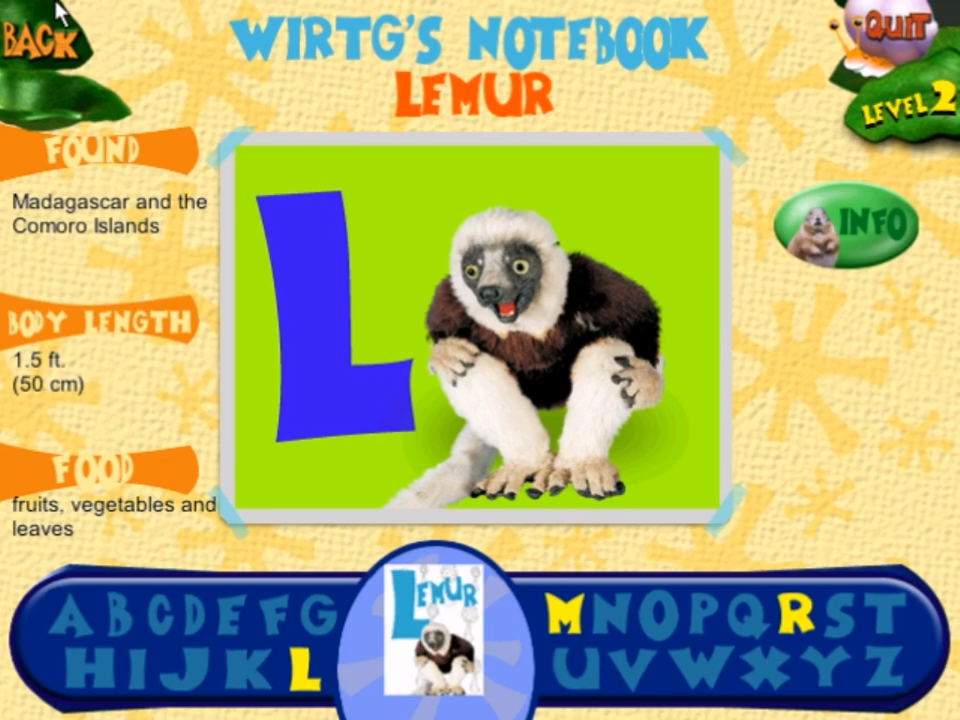 BACK
WIRTG'S NOTEBOOK
LEMUR
QUIT
LEVEL 2
FOUND
Madagascar and the
Comoro Islands
BODY LENGTH
1.5 ft.
(50 cm)
FOOD
fruits, vegetables and
leaves
L
INFO
ABCDEFG
HIJKL
LEMUR
MNOPQRST
UVWXYZ